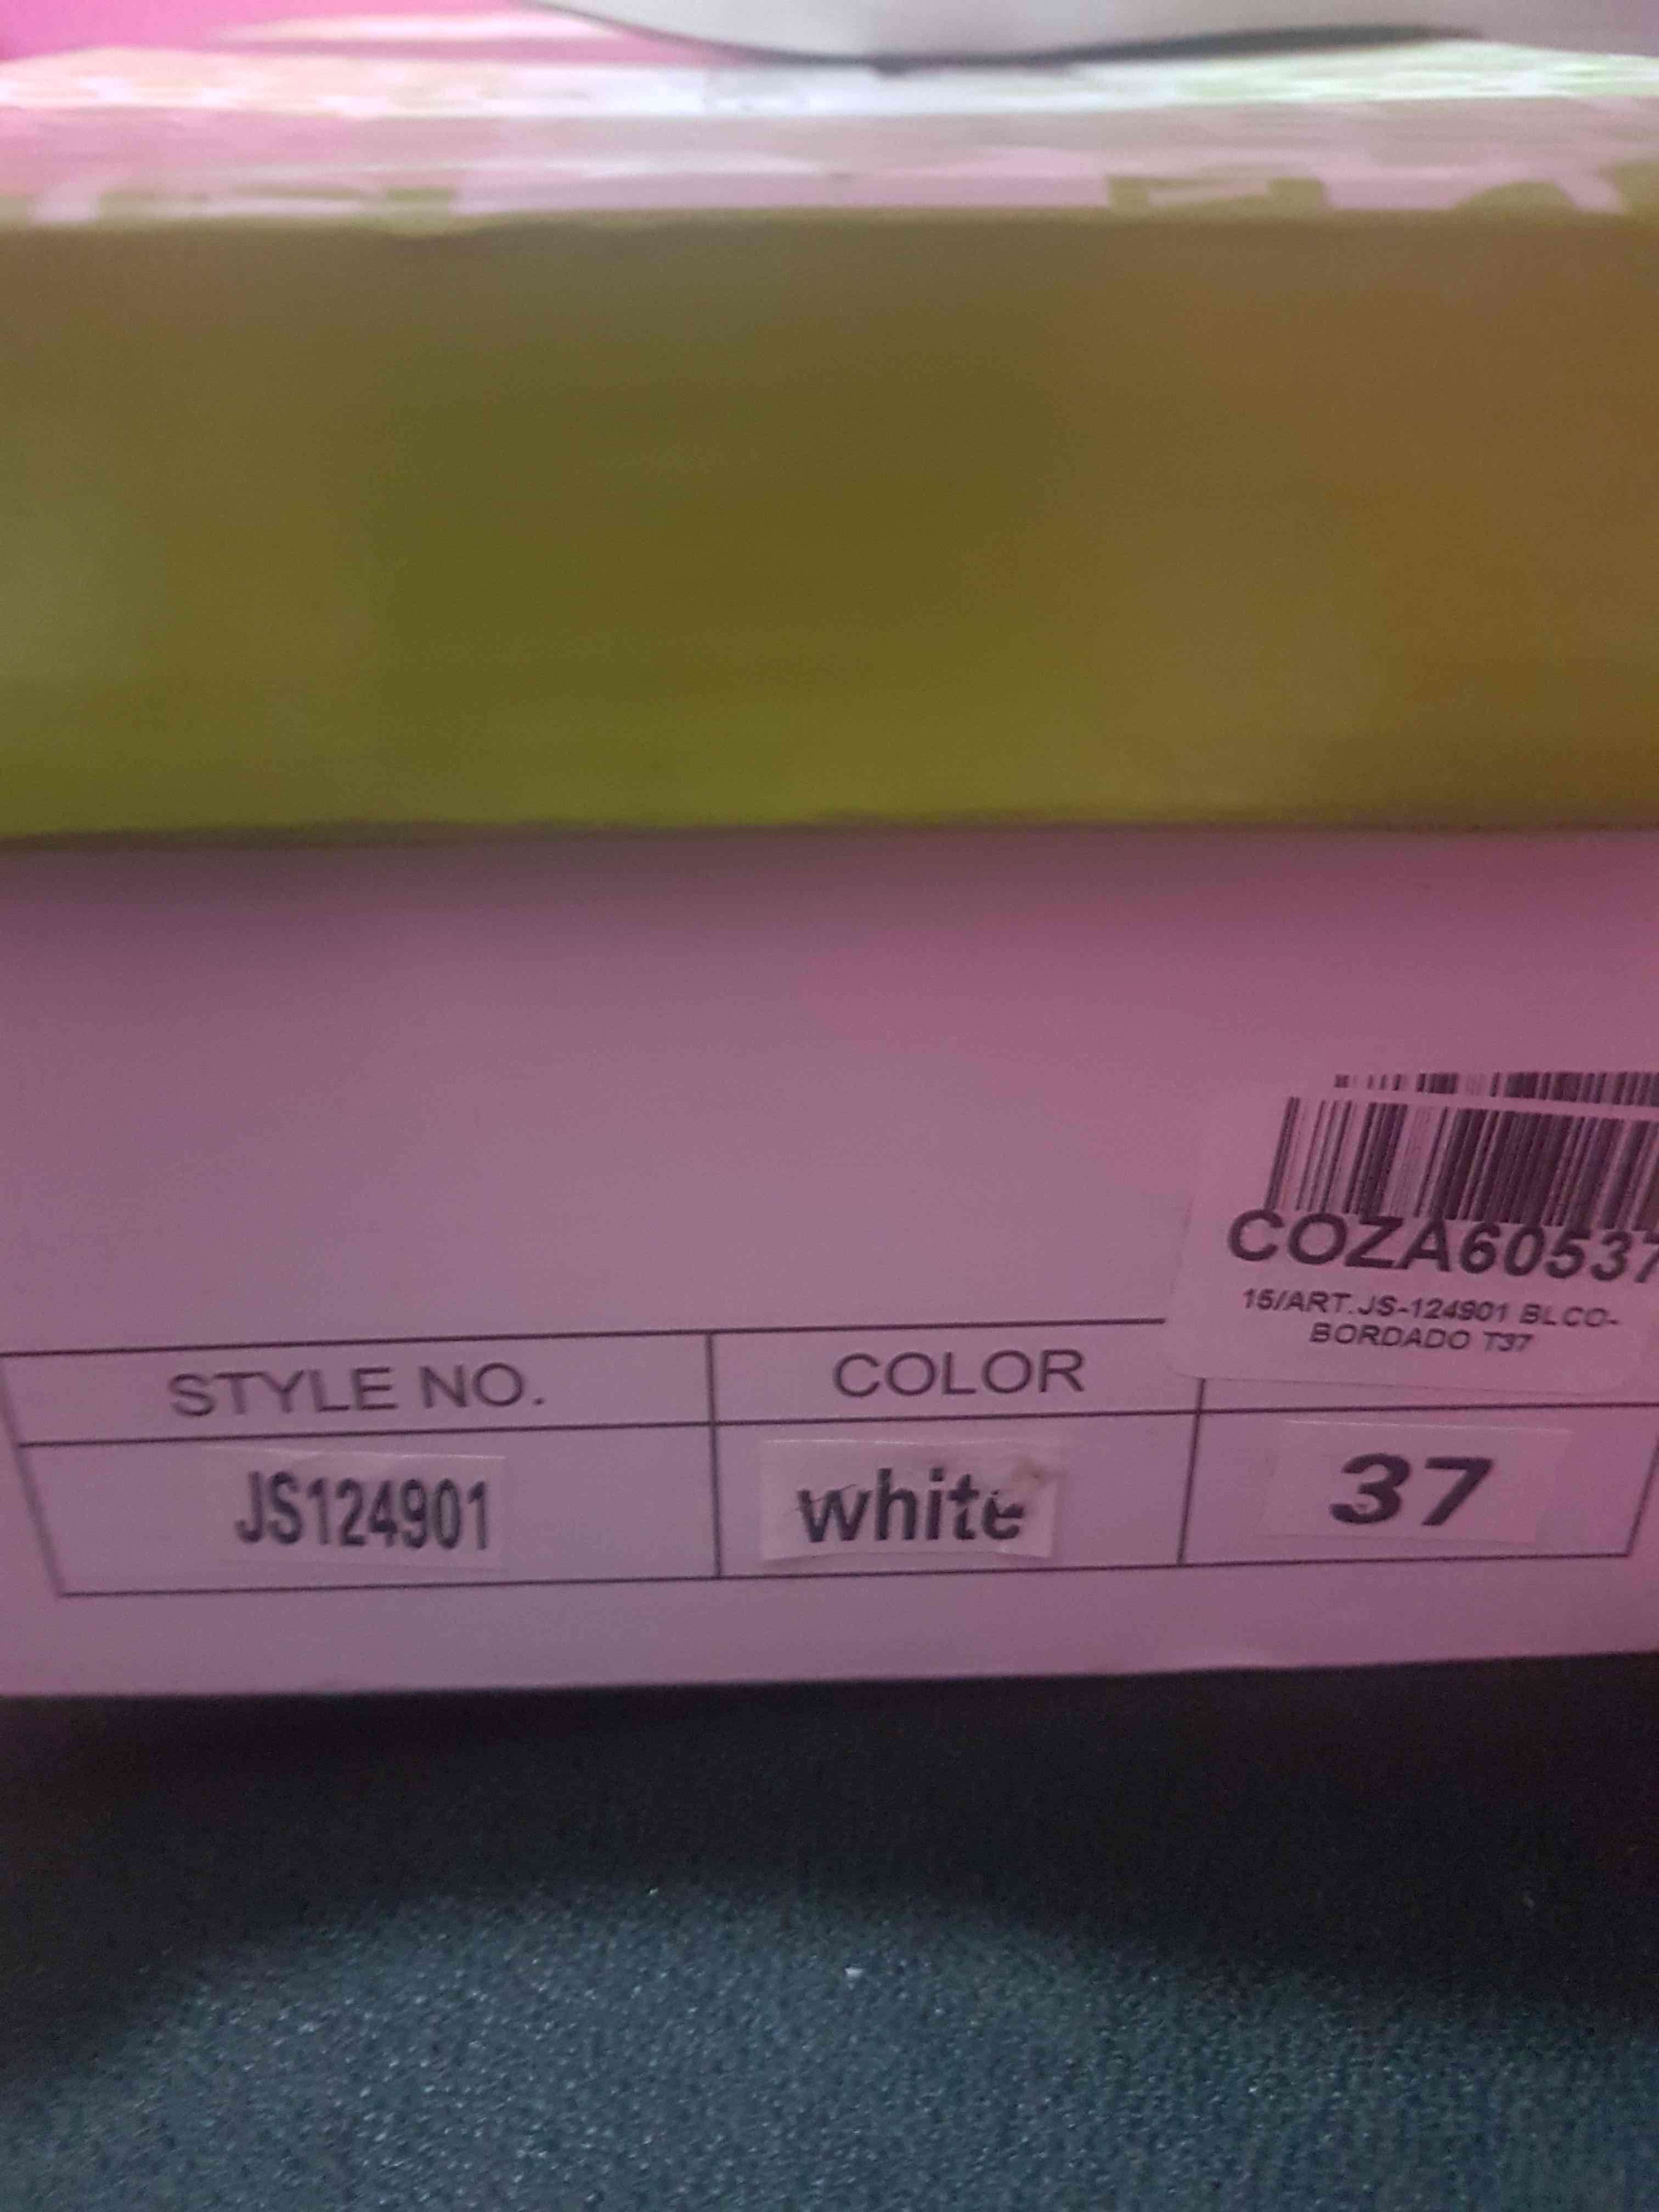 COZA60537
15/ART.JS-124901 BLCO-
BORDADO T37
STYLE NO. COLOR
JS124901 white 37